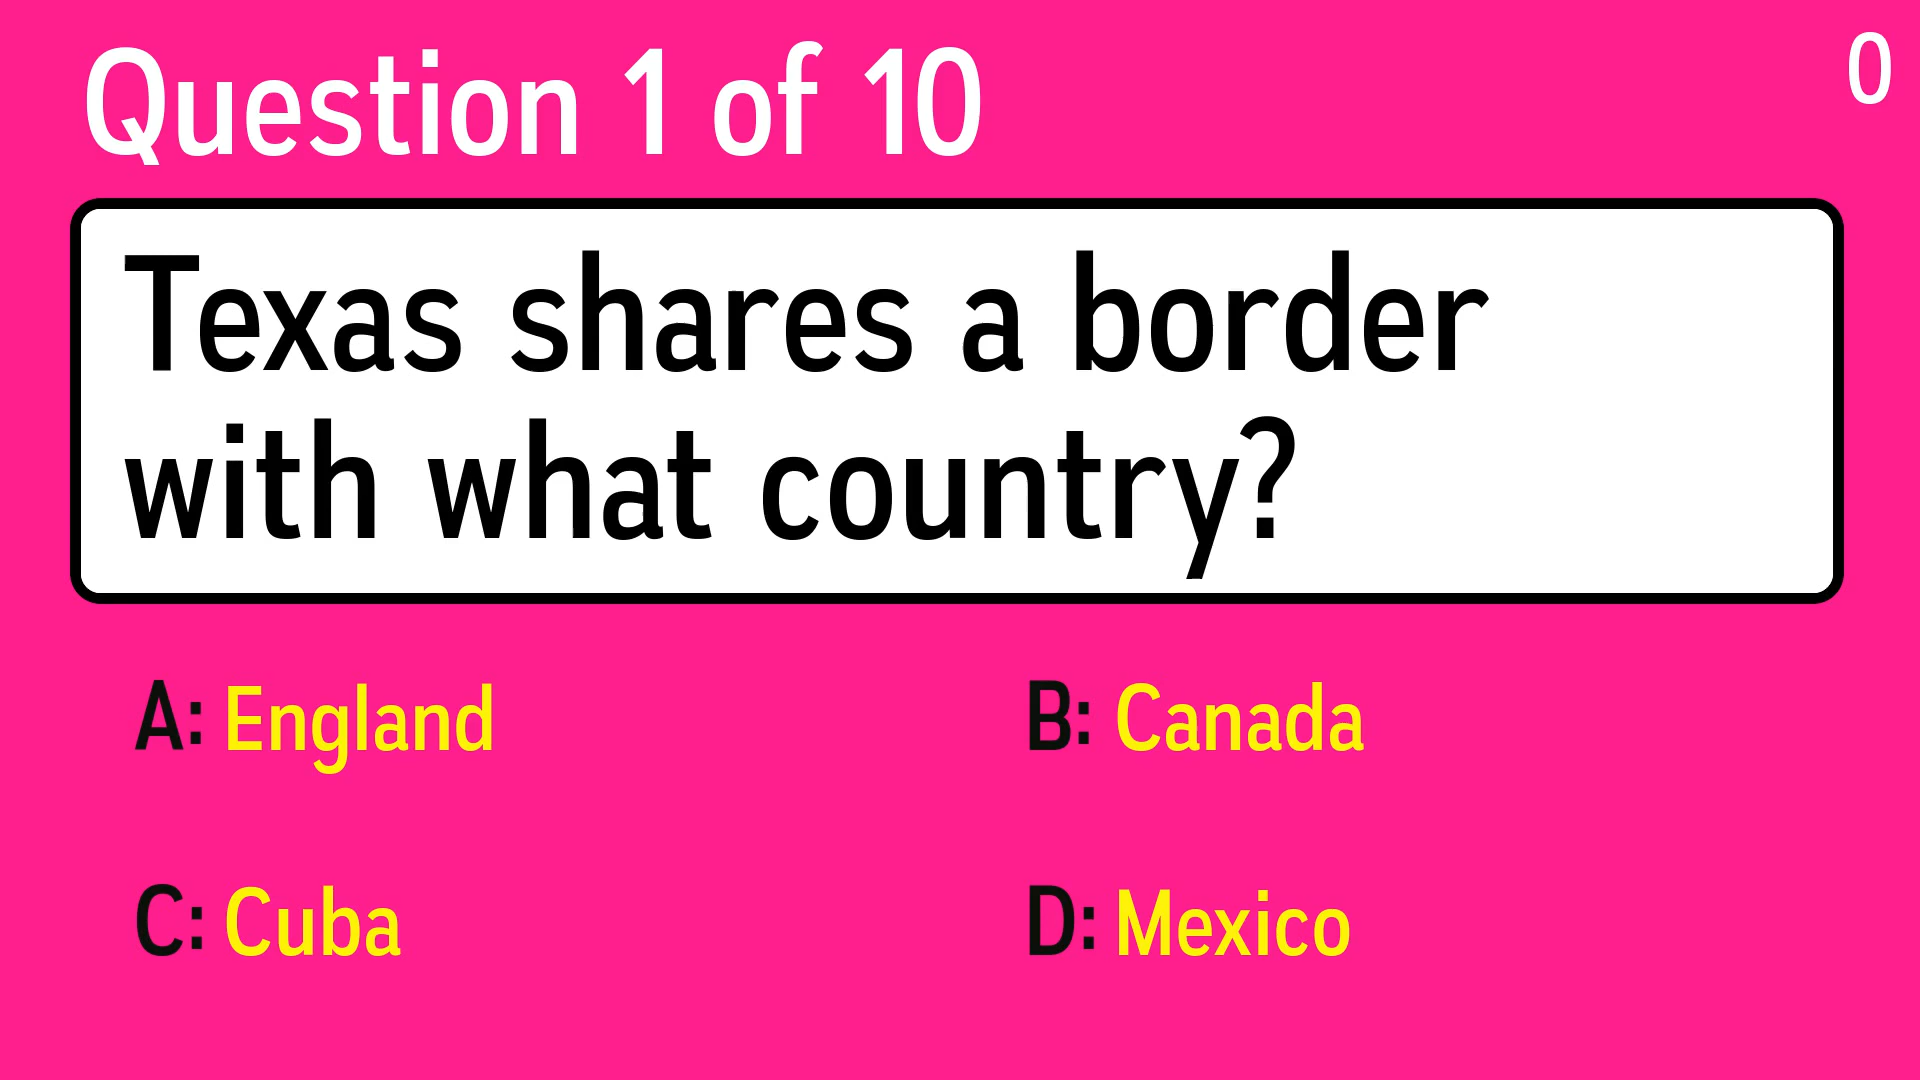 Question 1 of 10
0
Texas shares a border
with what country?
A: England
B: Canada
C: Cuba
D: Mexico